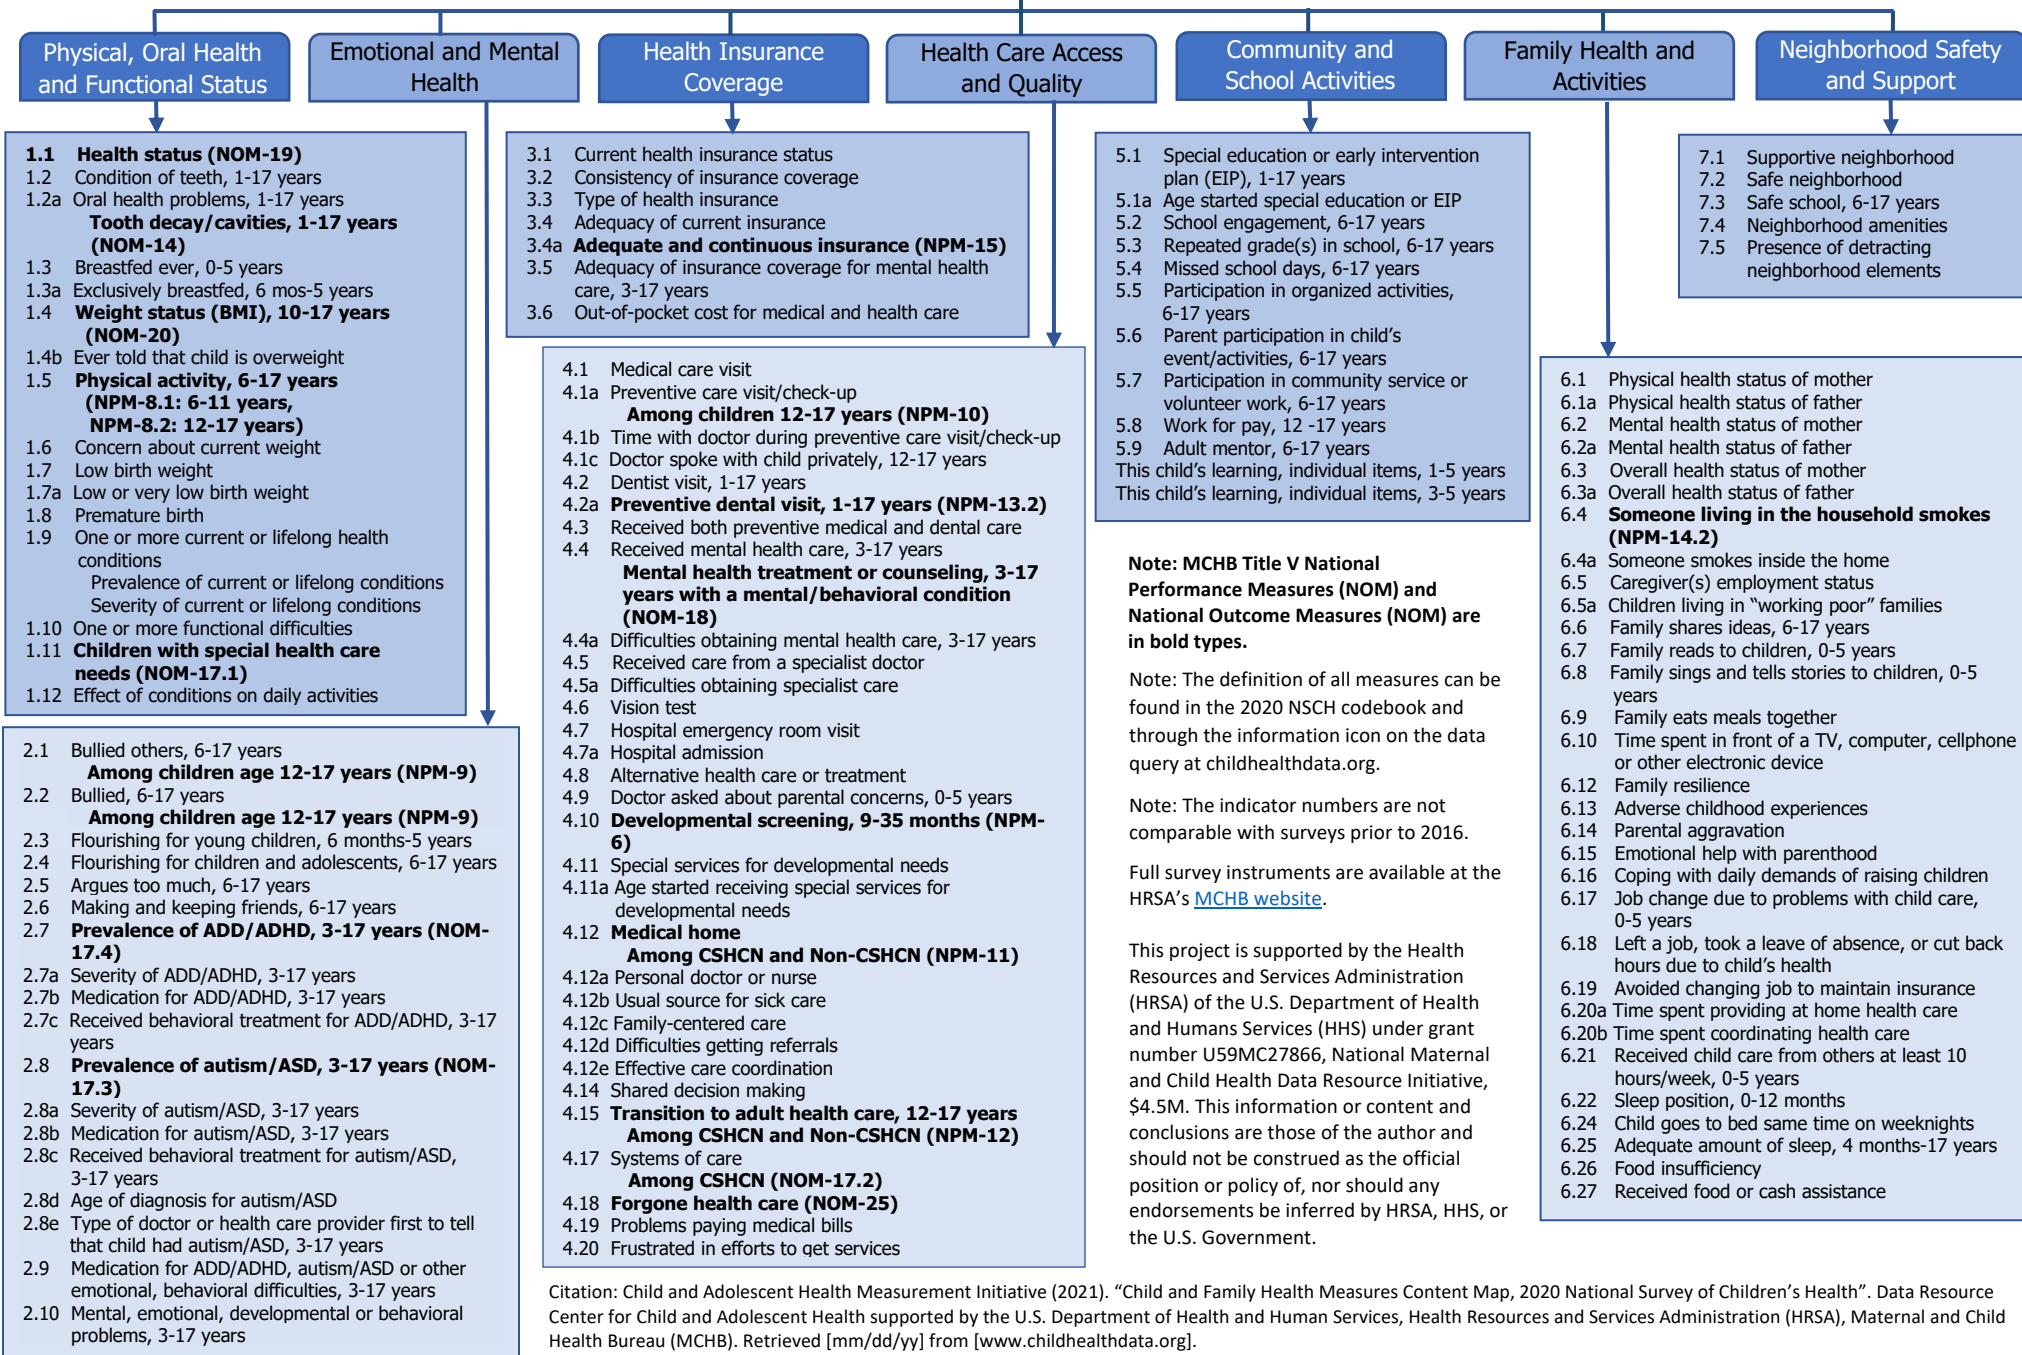 Physical, Oral Health
and Functional Status
Emotional and Mental
Health
Health Insurance
Coverage
Health Care Access
and Quality
Community and
School Activities
Family Health and
Activities
Neighborhood Safety
and Support
1.1 Health status (NOM-19)
1.2 Condition of teeth, 1-17 years
1.2a Oral health problems, 1-17 years
Tooth decay/cavities, 1-17 years
(NOM-14)
1.3 Breastfed ever, 0-5 years
1.3a Exclusively breastfed, 6 mos-5 years
1.4 Weight status (BMI), 10-17 years
(NOM-20)
1.4b Ever told that child is overweight
1.5 Physical activity, 6-17 years
(NPM-8.1: 6-11 years,
NPM-8.2: 12-17 years)
1.6 Concern about current weight
1.7 Low birth weight
1.7a Low or very low birth weight
1.8 Premature birth
1.9 One or more current or lifelong health
conditions
Prevalence of current or lifelong conditions
Severity of current or lifelong conditions
1.10 One or more functional difficulties
1.11 Children with special health care
needs (NOM-17.1)
1.12 Effect of conditions on daily activities
2.1 Bullied others, 6-17 years
Among children age 12-17 years (NPM-9)
2.2 Bullied, 6-17 years
Among children age 12-17 years (NPM-9)
2.3 Flourishing for young children, 6 months-5 years
2.4 Flourishing for children and adolescents, 6-17 years
2.5 Argues too much, 6-17 years
2.6 Making and keeping friends, 6-17 years
2.7 Prevalence of ADD/ADHD, 3-17 years (NOM-
17.4)
2.7a Severity of ADD/ADHD, 3-17 years
2.7b Medication for ADD/ADHD, 3-17 years
2.7c Received behavioral treatment for ADD/ADHD, 3-17
years
2.8 Prevalence of autism/ASD, 3-17 years (NOM-
17.3)
2.8a Severity of autism/ASD, 3-17 years
2.8b Medication for autism/ASD, 3-17 years
2.8c Received behavioral treatment for autism/ASD,
3-17 years
2.8d Age of diagnosis for autism/ASD
2.8e Type of doctor or health care provider first to tell
that child had autism/ASD, 3-17 years
2.9 Medication for ADD/ADHD, autism/ASD or other
emotional, behavioral difficulties, 3-17 years
2.10 Mental, emotional, developmental or behavioral
problems, 3-17 years
3.1 Current health insurance status
3.2 Consistency of insurance coverage
3.3 Type of health insurance
3.4 Adequacy of current insurance
3.4a Adequate and continuous insurance (NPM-15)
3.5 Adequacy of insurance coverage for mental health
care, 3-17 years
3.6 Out-of-pocket cost for medical and health care
4.1 Medical care visit
4.1a Preventive care visit/check-up
Among children 12-17 years (NPM-10)
4.1b Time with doctor during preventive care visit/check-up
4.1c Doctor spoke with child privately, 12-17 years
4.2 Dentist visit, 1-17 years
4.2a Preventive dental visit, 1-17 years (NPM-13.2)
4.3 Received both preventive medical and dental care
4.4 Received mental health care, 3-17 years
Mental health treatment or counseling, 3-17
years with a mental/behavioral condition
(NOM-18)
4.4a Difficulties obtaining mental health care, 3-17 years
4.5 Received care from a specialist doctor
4.5a Difficulties obtaining specialist care
4.6 Vision test
4.7 Hospital emergency room visit
4.7a Hospital admission
4.8 Alternative health care or treatment
4.9 Doctor asked about parental concerns, 0-5 years
4.10 Developmental screening, 9-35 months (NPM-
6)
4.11 Special services for developmental needs
4.11a Age started receiving special services for
developmental needs
4.12 Medical home
Among CSHCN and Non-CSHCN (NPM-11)
4.12a Personal doctor or nurse
4.12b Usual source for sick care
4.12c Family-centered care
4.12d Difficulties getting referrals
4.12e Effective care coordination
4.14 Shared decision making
4.15 Transition to adult health care, 12-17 years
Among CSHCN and Non-CSHCN (NPM-12)
4.17 Systems of care
Among CSHCN (NOM-17.2)
4.18 Forgone health care (NOM-25)
4.19 Problems paying medical bills
4.20 Frustrated in efforts to get services
5.1 Special education or early intervention
plan (EIP), 1-17 years
5.1a Age started special education or EIP
5.2 School engagement, 6-17 years
5.3 Repeated grade(s) in school, 6-17 years
5.4 Missed school days, 6-17 years
5.5 Participation in organized activities,
6-17 years
5.6 Parent participation in child's
event/activities, 6-17 years
5.7 Participation in community service or
volunteer work, 6-17 years
5.8 Work for pay, 12 -17 years
5.9 Adult mentor, 6-17 years
This child's learning, individual items, 1-5 years
This child's learning, individual items, 3-5 years
Note: MCHB Title V National
Performance Measures (NOM) and
National Outcome Measures (NOM) are
in bold types.
Note: The definition of all measures can be
found in the 2020 NSCH codebook and
through the information icon on the data
query at childhealthdata.org.
Note: The indicator numbers are not
comparable with surveys prior to 2016.
Full survey instruments are available at the
HRSA's MCHB website.
This project is supported by the Health
Resources and Services Administration
(HRSA) of the U.S. Department of Health
and Humans Services (HHS) under grant
number U59MC27866, National Maternal
and Child Health Data Resource Initiative,
$4.5M. This information or content and
conclusions are those of the author and
should not be construed as the official
position or policy of, nor should any
endorsements be inferred by HRSA, HHS, or
the U.S. Government.
6.1 Physical health status of mother
6.1a Physical health status of father
6.2 Mental health status of mother
6.2a Mental health status of father
6.3 Overall health status of mother
6.3a Overall health status of father
6.4 Someone living in the household smokes
(NPM-14.2)
6.4a Someone smokes inside the home
6.5 Caregiver(s) employment status
6.5a Children living in "working poor" families
6.6 Family shares ideas, 6-17 years
6.7 Family reads to children, 0-5 years
6.8 Family sings and tells stories to children, 0-5
years
6.9 Family eats meals together
6.10 Time spent in front of a TV, computer, cellphone
or other electronic device
6.12 Family resilience
6.13 Adverse childhood experiences
6.14 Parental aggravation
6.15 Emotional help with parenthood
6.16 Coping with daily demands of raising children
6.17 Job change due to problems with child care,
0-5 years
6.18 Left a job, took a leave of absence, or cut back
hours due to child's health
6.19 Avoided changing job to maintain insurance
6.20a Time spent providing at home health care
6.20b Time spent coordinating health care
6.21 Received child care from others at least 10
hours/week, 0-5 years
6.22 Sleep position, 0-12 months
6.24 Child goes to bed same time on weeknights
6.25 Adequate amount of sleep, 4 months-17 years
6.26 Food insufficiency
6.27 Received food or cash assistance
7.1 Supportive neighborhood
7.2 Safe neighborhood
7.3 Safe school, 6-17 years
7.4 Neighborhood amenities
7.5 Presence of detracting
neighborhood elements
Citation: Child and Adolescent Health Measurement Initiative (2021). "Child and Family Health Measures Content Map, 2020 National Survey of Children's Health". Data Resource
Center for Child and Adolescent Health supported by the U.S. Department of Health and Human Services, Health Resources and Services Administration (HRSA), Maternal and Child
Health Bureau (MCHB). Retrieved [mm/dd/yy] from [www.childhealthdata.org].